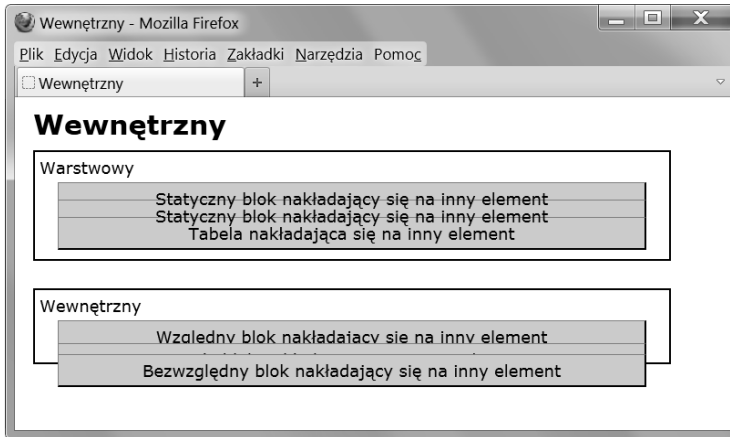 Wewnętrzny - Mozilla Firefox
Plik Edycja Widok Historia Zakładki Narzędzia Pomoc
Wewnętrzny
Wewnętrzny
Warstwowy
Statyczny blok nakładający się na inny element
Statyczny blok nakładający się na inny element
Tabela nakładająca się na inny element
Wewnętrzny
Względny blok nakładający się na inny element
Bezwzględny blok nakładający się na inny element